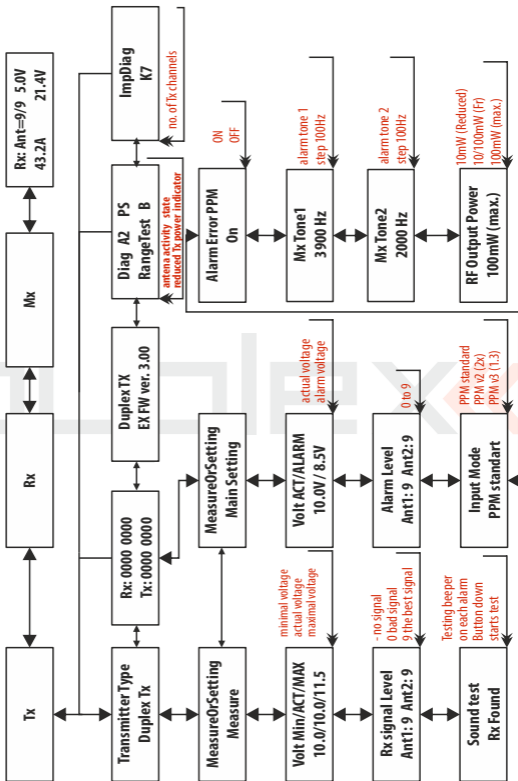 Tx
Rx
Mx
Rx: Ant=9/9 5.0V
43.2A 21.4V
Transmitter Type
Duplex Tx
Rx: 0000 0000
Tx: 0000 0000
Duplex TX
EX FW ver. 3.00
Diag A2 PS
RangeTest B
antena activity state
reduced Tx power indicator
ImpDiag
K7
no. of Tx channels
MeasureOrSetting
Measure
MeasureOrSetting
Main Setting
Alarm Error PPM
On
ON
OFF
Volt Min/ACT/MAX
10.0/10.0/11.5
minimal voltage
actual voltage
maximal voltage
Volt ACT/ALARM
10.0V / 8.5V
actual voltage
alarm voltage
Mx Tone1
3900 Hz
alarm tone 1
step 100Hz
Rx signal Level
Ant1: 9 Ant2: 9
- no signal
0 bad signal
9 the best signal
Alarm Level
Ant1: 9 Ant2: 9
0 to 9
Mx Tone2
2000 Hz
alarm tone 2
step 100Hz
Sound test
Rx Found
Testing beeper
on each alarm
Button down
starts test
Input Mode
PPM standart
PPM standard
PPM v2 (2x)
PPM v3 (1.3)
RF Output Power
100mW (max.)
10mW (Reduced)
10/100mW (Fr)
100mW (max.)